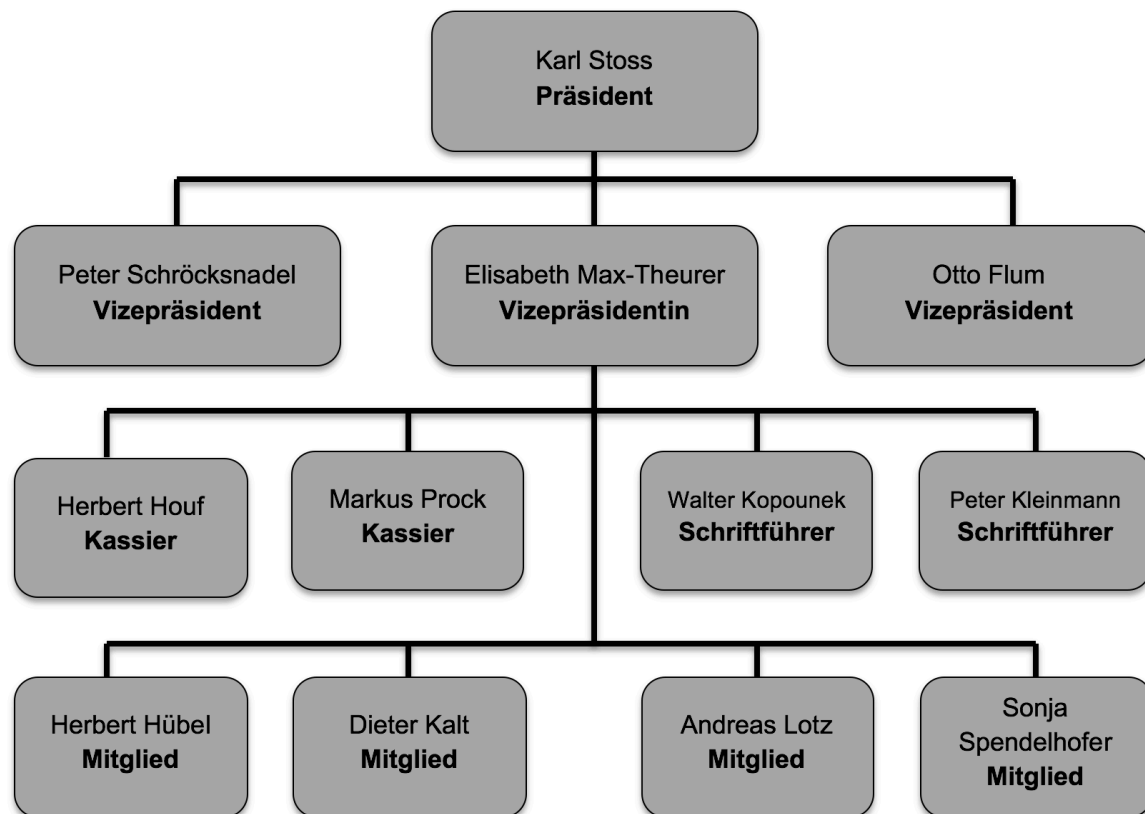 Karl Stoss
Präsident
Peter Schröcksnadel
Vizepräsident
Elisabeth Max-Theurer
Vizepräsidentin
Otto Flum
Vizepräsident
Herbert Houf
Kassier
Markus Prock
Kassier
Walter Kopounek
Schriftführer
Peter Kleinmann
Schriftführer
Herbert Hübel
Mitglied
Dieter Kalt
Mitglied
Andreas Lotz
Mitglied
Sonja
Spendelhofer
Mitglied